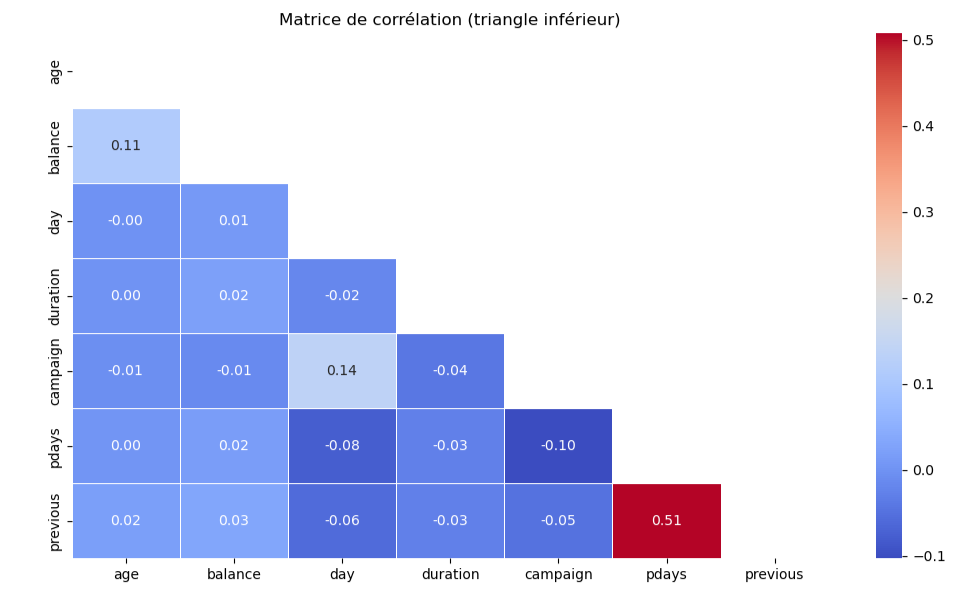 Matrice de corrélation (triangle inférieur)
age
balance 0.11
day -0.00 0.01
duration 0.00 0.02 -0.02
campaign -0.01 -0.01 0.14 -0.04
pdays 0.00 0.02 -0.08 -0.03 -0.10
previous 0.02 0.03 -0.06 -0.03 -0.05 0.51
age balance day duration campaign pdays previous
0.5
0.4
0.3
0.2
0.1
0.0
−0.1